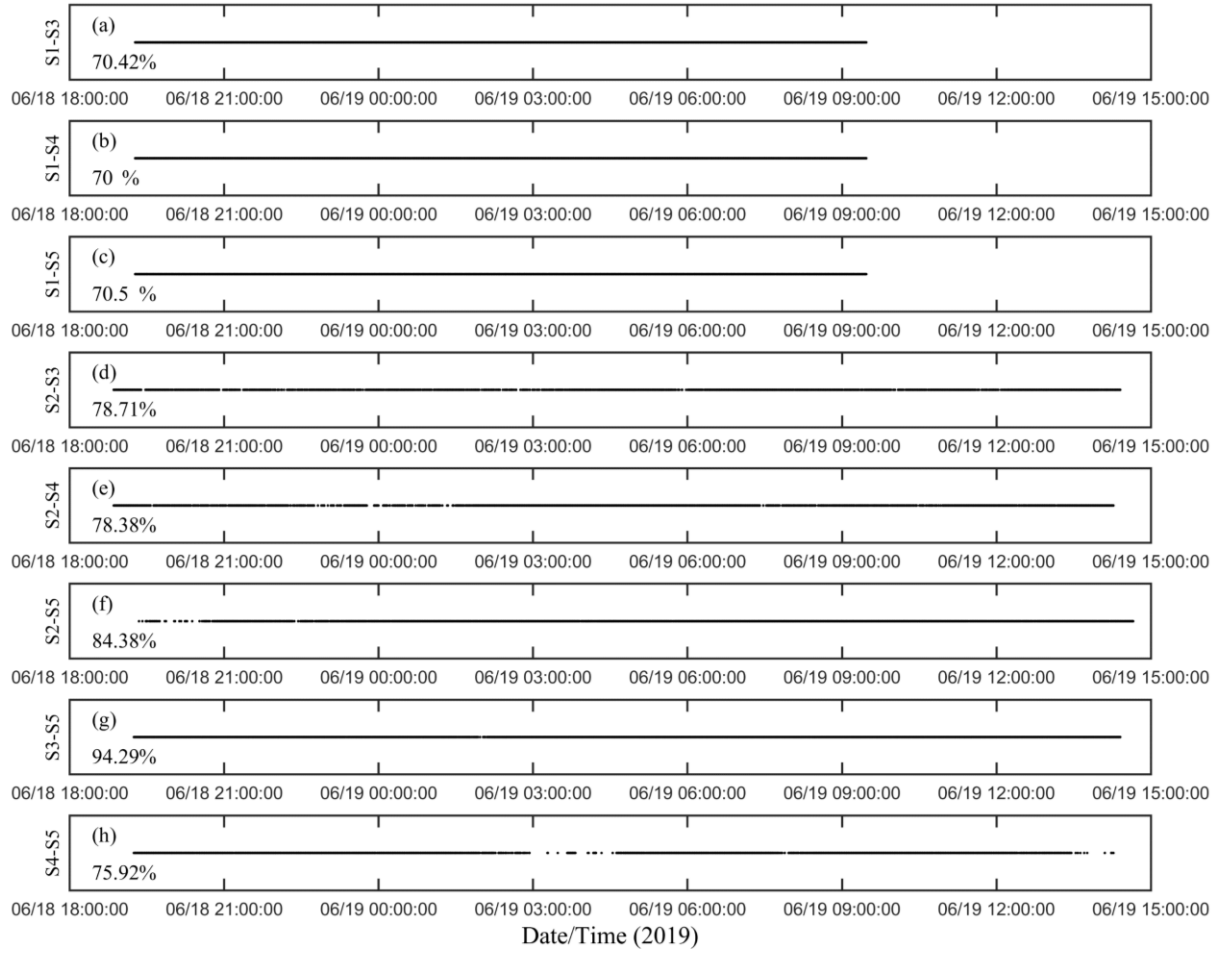 S1-S3
(a)
70.42%
06/18 18:00:00 06/18 21:00:00 06/19 00:00:00 06/19 03:00:00 06/19 06:00:00 06/19 09:00:00 06/19 12:00:00 06/19 15:00:00
S1-S4
(b)
70 %
06/18 18:00:00 06/18 21:00:00 06/19 00:00:00 06/19 03:00:00 06/19 06:00:00 06/19 09:00:00 06/19 12:00:00 06/19 15:00:00
S1-S5
(c)
70.5 %
06/18 18:00:00 06/18 21:00:00 06/19 00:00:00 06/19 03:00:00 06/19 06:00:00 06/19 09:00:00 06/19 12:00:00 06/19 15:00:00
S2-S3
(d)
78.71%
06/18 18:00:00 06/18 21:00:00 06/19 00:00:00 06/19 03:00:00 06/19 06:00:00 06/19 09:00:00 06/19 12:00:00 06/19 15:00:00
S2-S4
(e)
78.38%
06/18 18:00:00 06/18 21:00:00 06/19 00:00:00 06/19 03:00:00 06/19 06:00:00 06/19 09:00:00 06/19 12:00:00 06/19 15:00:00
S2-S5
(f)
84.38%
06/18 18:00:00 06/18 21:00:00 06/19 00:00:00 06/19 03:00:00 06/19 06:00:00 06/19 09:00:00 06/19 12:00:00 06/19 15:00:00
S3-S5
(g)
94.29%
06/18 18:00:00 06/18 21:00:00 06/19 00:00:00 06/19 03:00:00 06/19 06:00:00 06/19 09:00:00 06/19 12:00:00 06/19 15:00:00
S4-S5
(h)
75.92%
06/18 18:00:00 06/18 21:00:00 06/19 00:00:00 06/19 03:00:00 06/19 06:00:00 06/19 09:00:00 06/19 12:00:00 06/19 15:00:00
Date/Time (2019)